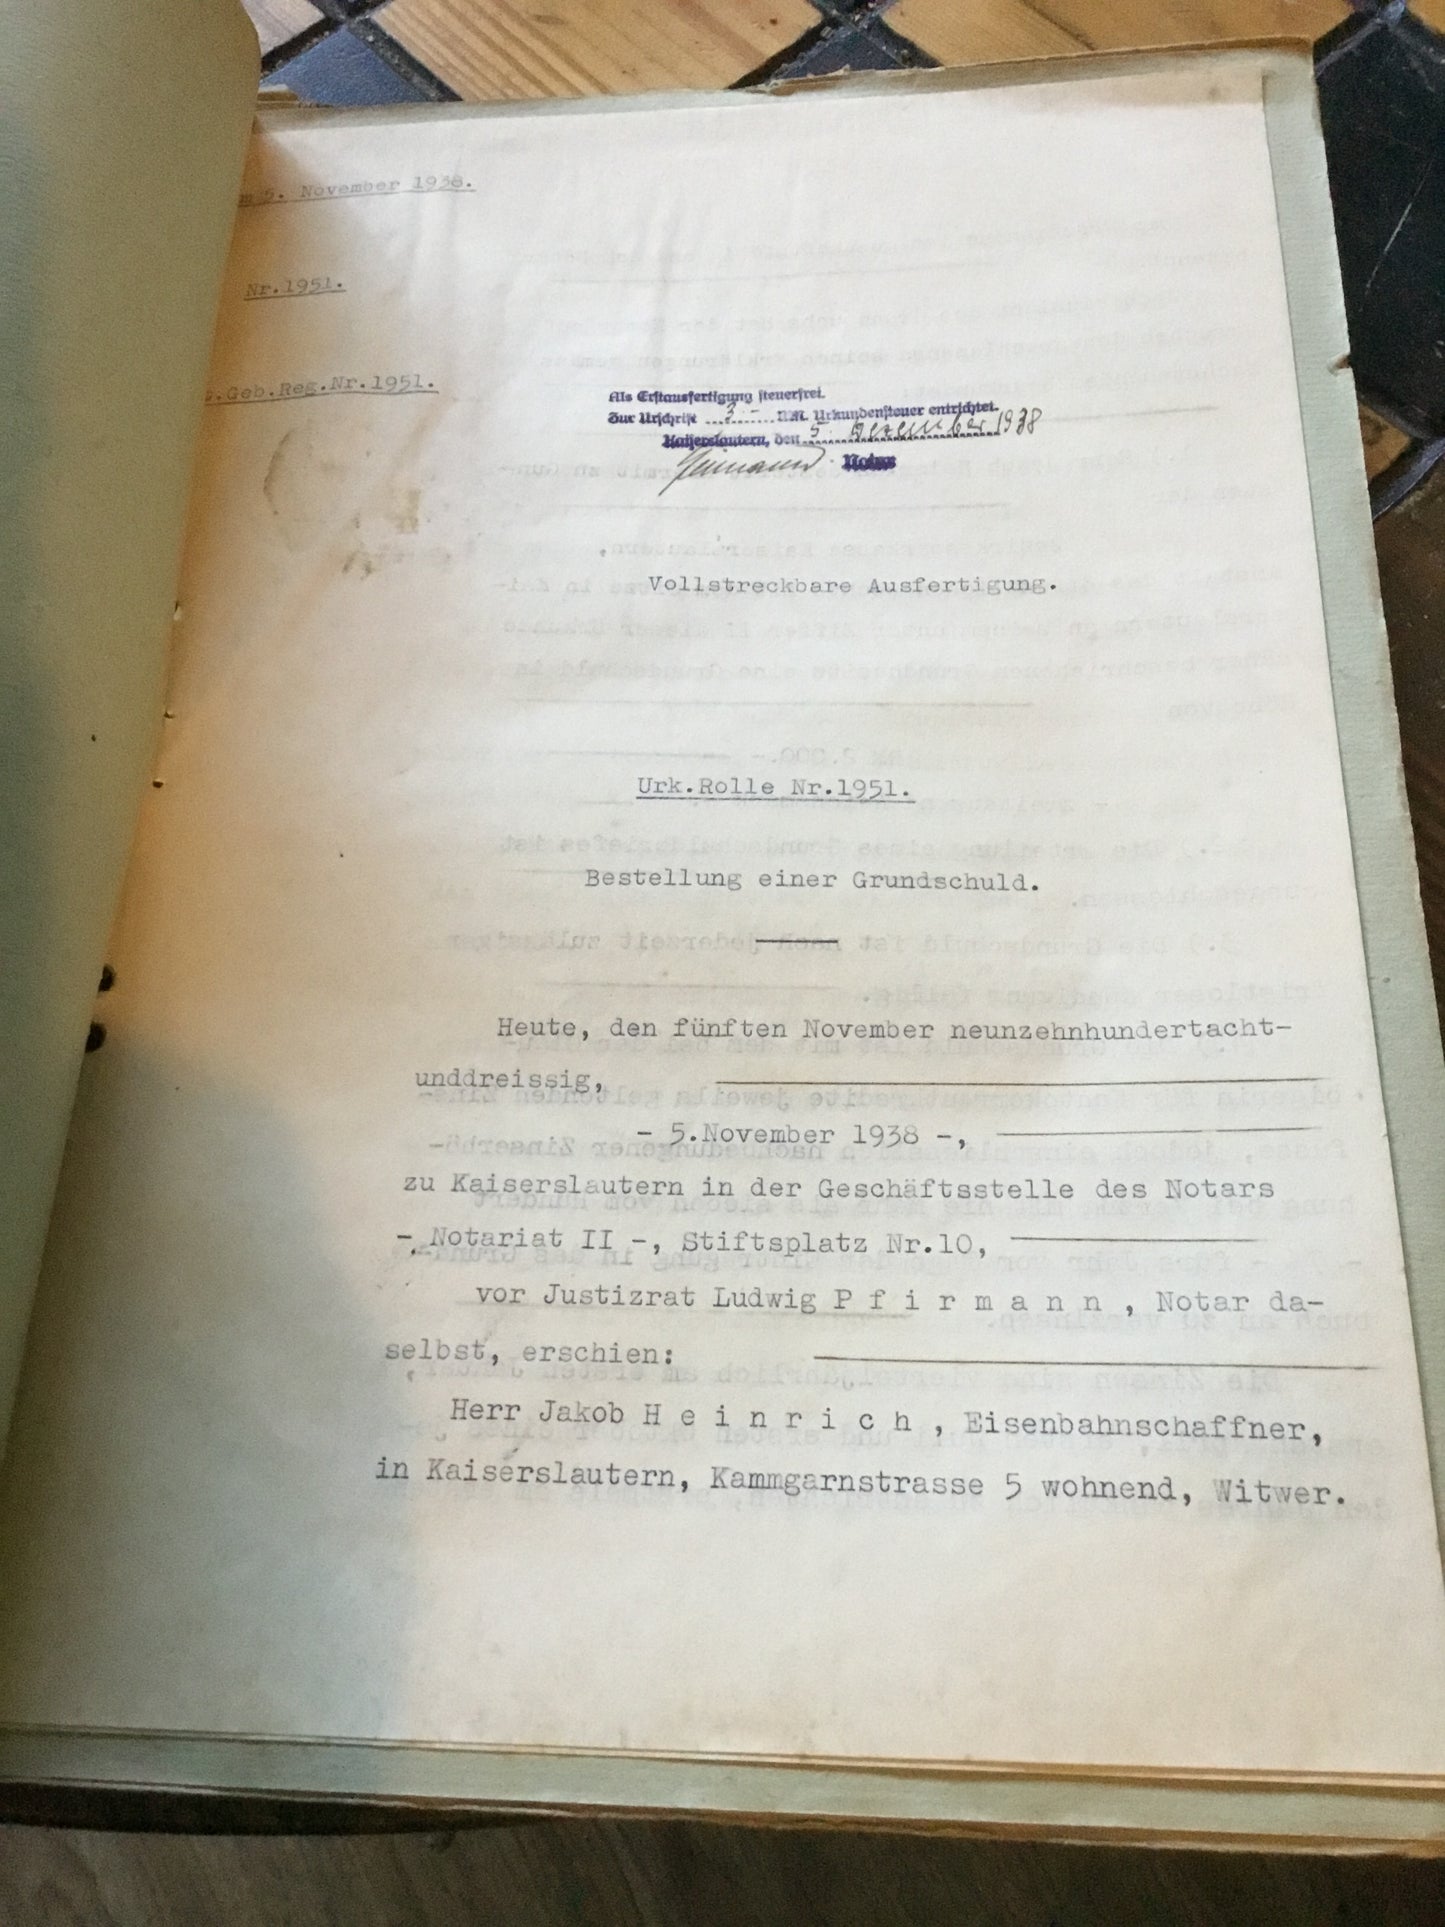 5. November 1938.
Nr.1951.
.Geb.Reg.Nr.1951.
Als Erstausfertigung steuerfrei.
Zur Urschrift 3.- RM. Urkundensteuer entrichtet.
Kaiserslautern, den 5. Dezember 1938
Notar
Vollstreckbare Ausfertigung.
Urk.Rolle Nr.1951.
Bestellung einer Grundschuld.
Heute, den fünften November neunzehnhundertacht-
unddreissig,
- 5.November 1938 -,
zu Kaiserslautern in der Geschäftsstelle des Notars
- Notariat II -, Stiftsplatz Nr.10,
vor Justizrat Ludwig P f i r m a n n , Notar da-
selbst, erschien:
Herr Jakob H e i n r i c h , Eisenbahnschaffner,
in Kaiserslautern, Kammgarnstrasse 5 wohnend, Witwer.